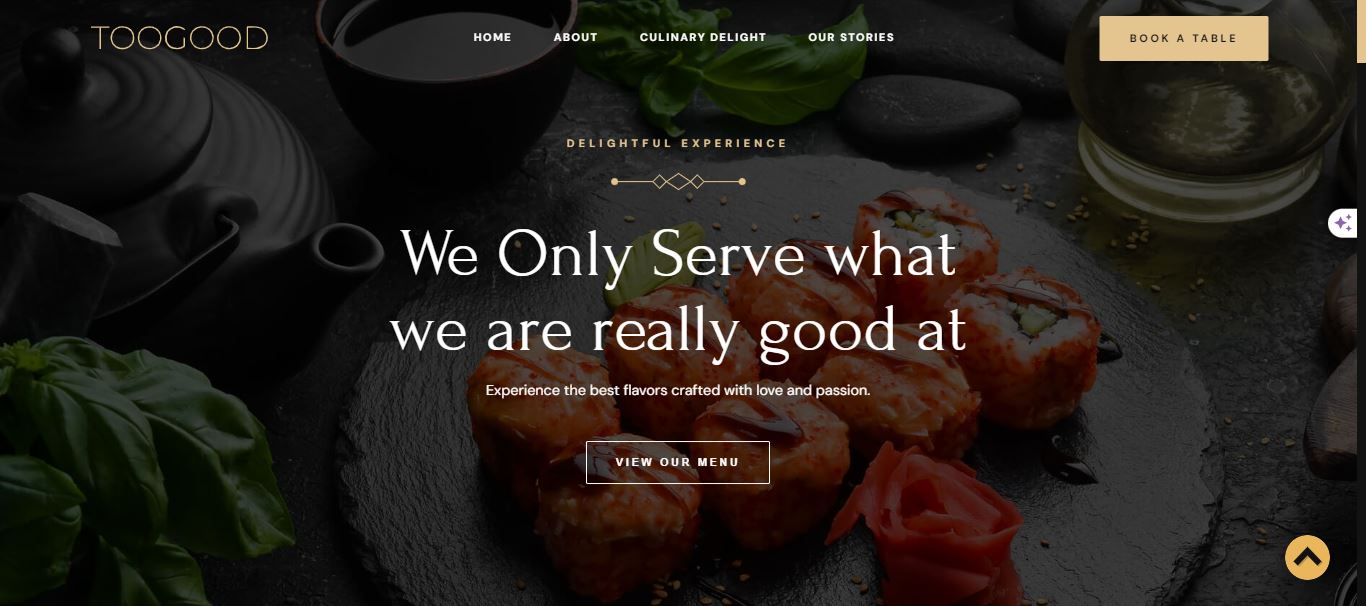 TOOGOOD
HOME ABOUT CULINARY DELIGHT OUR STORIES
BOOK A TABLE
DELIGHTFUL EXPERIENCE
We Only Serve what
we are really good at
Experience the best flavors crafted with love and passion.
VIEW OUR MENU